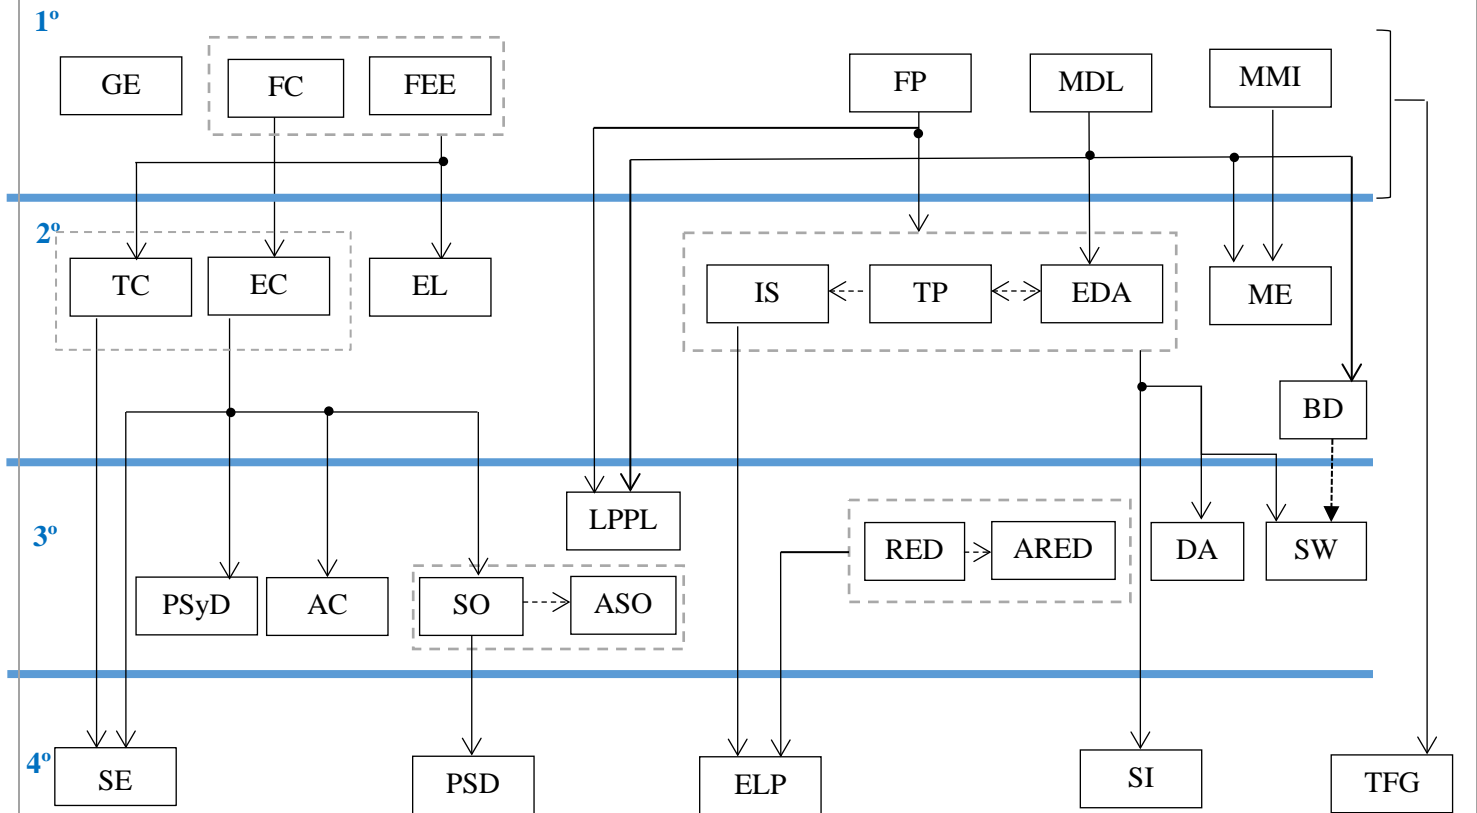 1º
GE
FC
FEE
FP
MDL
MMI
2º
TC
EC
EL
IS
TP
EDA
ME
BD
3º
LPPL
RED
ARED
DA
SW
PSyD
AC
SO
ASO
4º
SE
PSD
ELP
SI
TFG